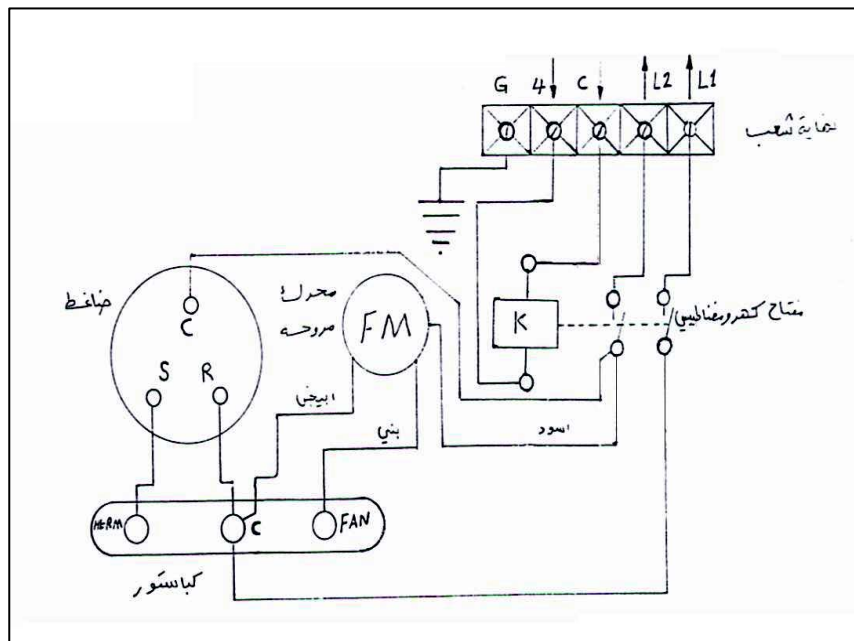 G 4 C L2 L1
نهاية شعب
ضاغط
C
محرك
مروحه
FM
K
مفتاح كهرومغناطيسي
S R
ابيض
بني
اسود
HERM C FAN
كباستور